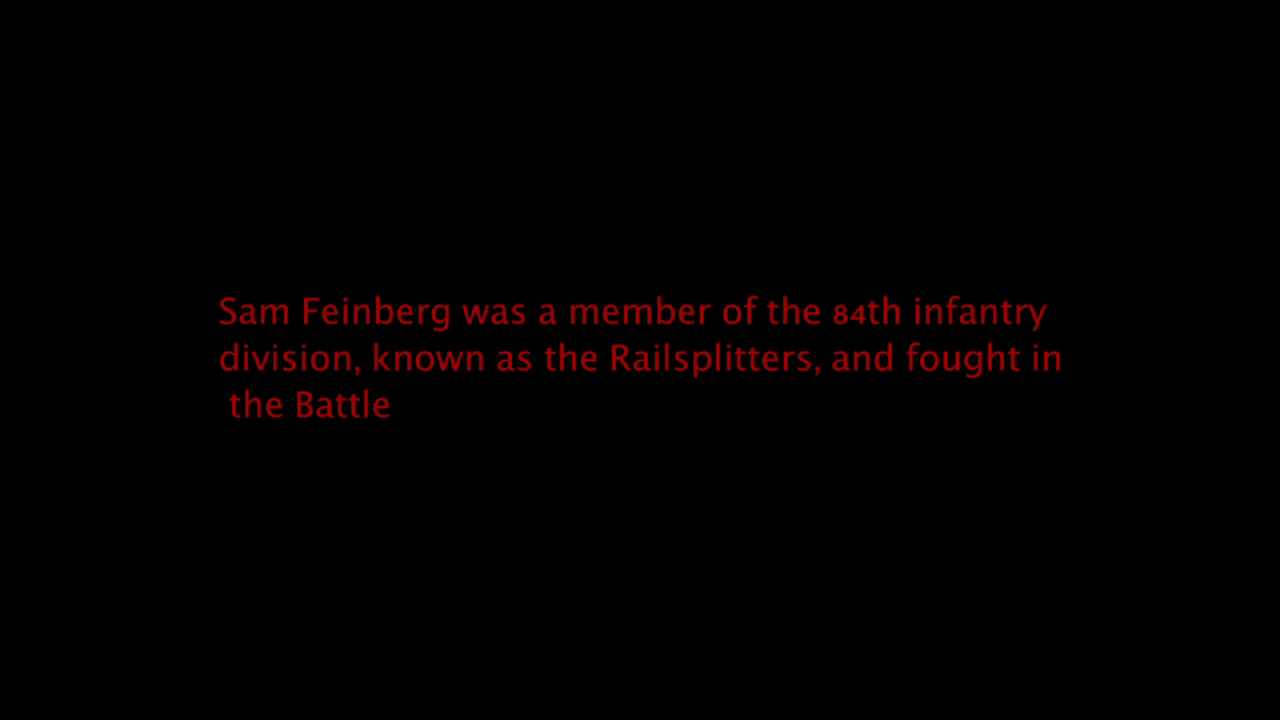 Sam Feinberg was a member of the 84th infantry
division, known as the Railsplitters, and fought in
the Battle